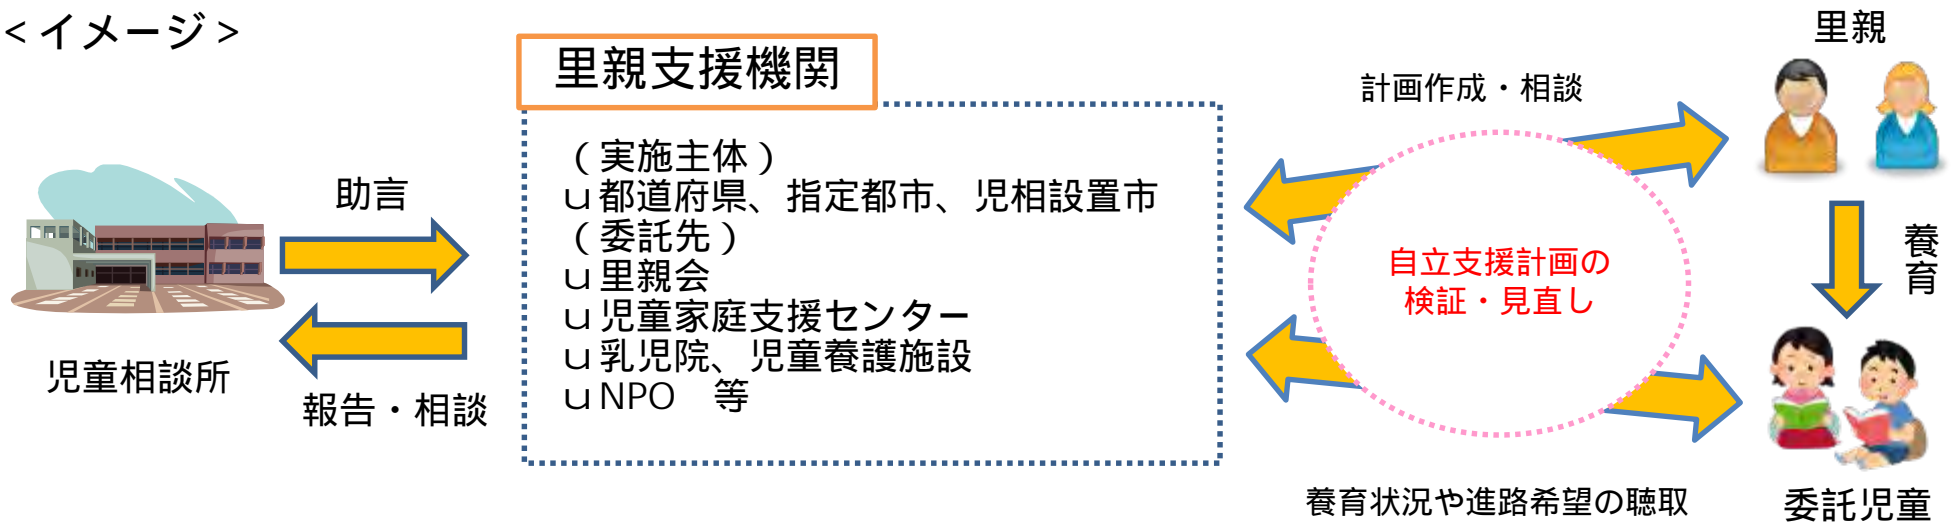 <イメージ>
里親支援機関
(実施主体)
u都道府県、指定都市、児相設置市
(委託先)
u里親会
u児童家庭支援センター
u乳児院、児童養護施設
uNPO 等
助言
報告・相談
児童相談所
計画作成・相談
自立支援計画の
検証・見直し
養育状況や進路希望の聴取
里親
養育
委託児童